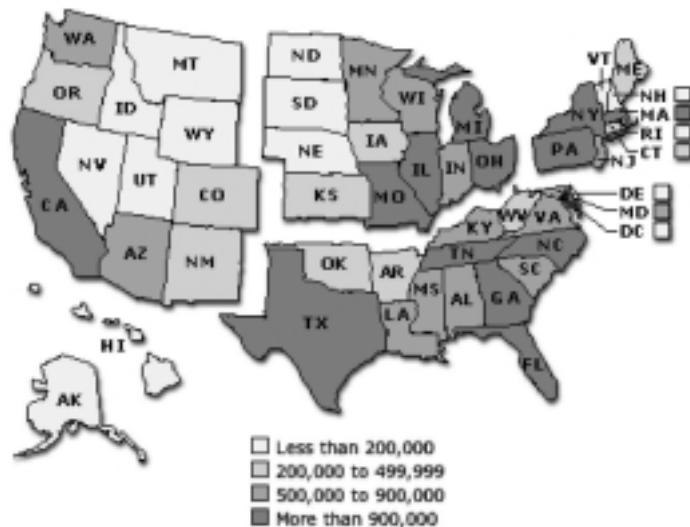 WA
MT
ND
MN
VT
ME
OR
ID
SD
WI
NH
WY
MI
NY
MA
IA
RI
NE
PA
CT
NV
IL
IN
OH
NJ
UT
CO
DE
CA
KS
MO
WV
VA
MD
KY
DC
AZ
NM
TN
NC
OK
AR
SC
MS
AL
GA
TX
LA
HI
FL
AK
Less than 200,000
200,000 to 499,999
500,000 to 900,000
More than 900,000